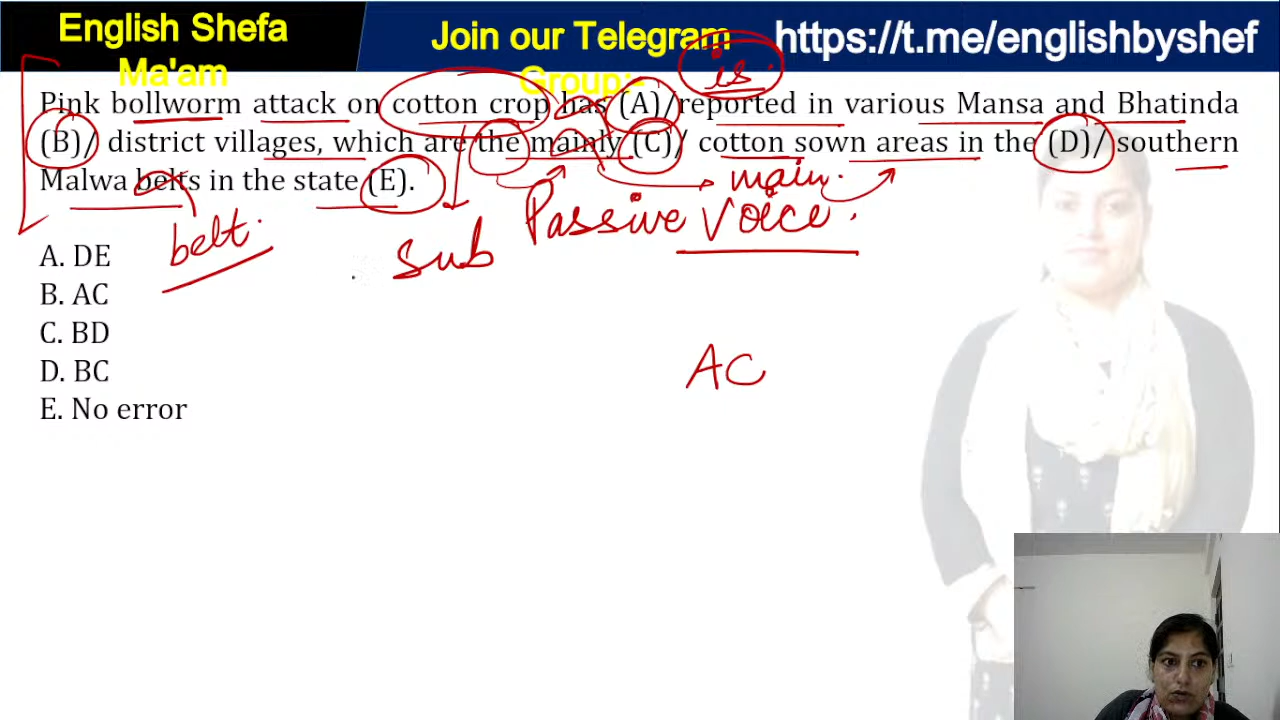 English Shefa Ma'am
Join our Telegram Group:-
https://t.me/englishbyshef
is.
Pink bollworm attack on cotton crop has (A)/reported in various Mansa and Bhatinda
(B)/ district villages, which are the mainly (C)/ cotton sown areas in the (D)/ southern
Malwa belts in the state (E).
main.
belt.
Sub
Passive Voice.
A. DE
B. AC
C. BD
D. BC
E. No error
AC